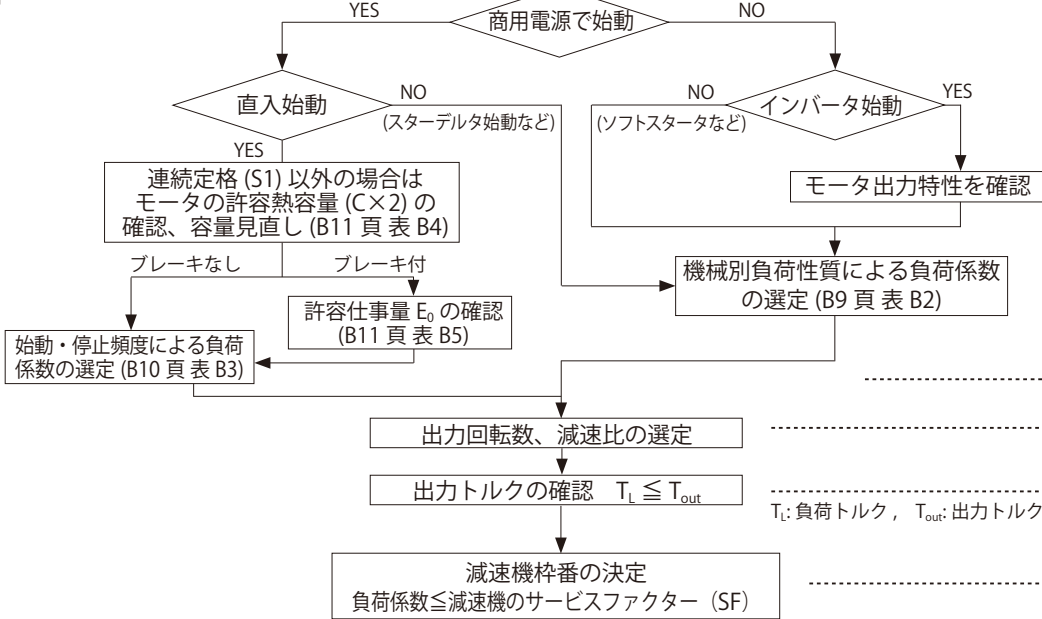 YES
商用電源で始動
NO
直入始動
NO
(スターデルタ始動など)
NO
(ソフトスタータなど)
インバータ始動
YES
YES
連続定格 (S1) 以外の場合は
モータの許容熱容量 (C×2) の
確認、容量見直し (B11 頁 表 B4)
モータ出力特性を確認
ブレーキなし
ブレーキ付
機械別負荷性質による負荷係数
の選定 (B9 頁 表 B2)
許容仕事量 E₀ の確認
(B11 頁 表 B5)
始動・停止頻度による負荷
係数の選定 (B10 頁 表 B3)
出力回転数、減速比の選定
出力トルクの確認 T_L ≦ T_out
T_L: 負荷トルク , T_out: 出力トルク
減速機枠番の決定
負荷係数≦減速機のサービスファクター（SF）